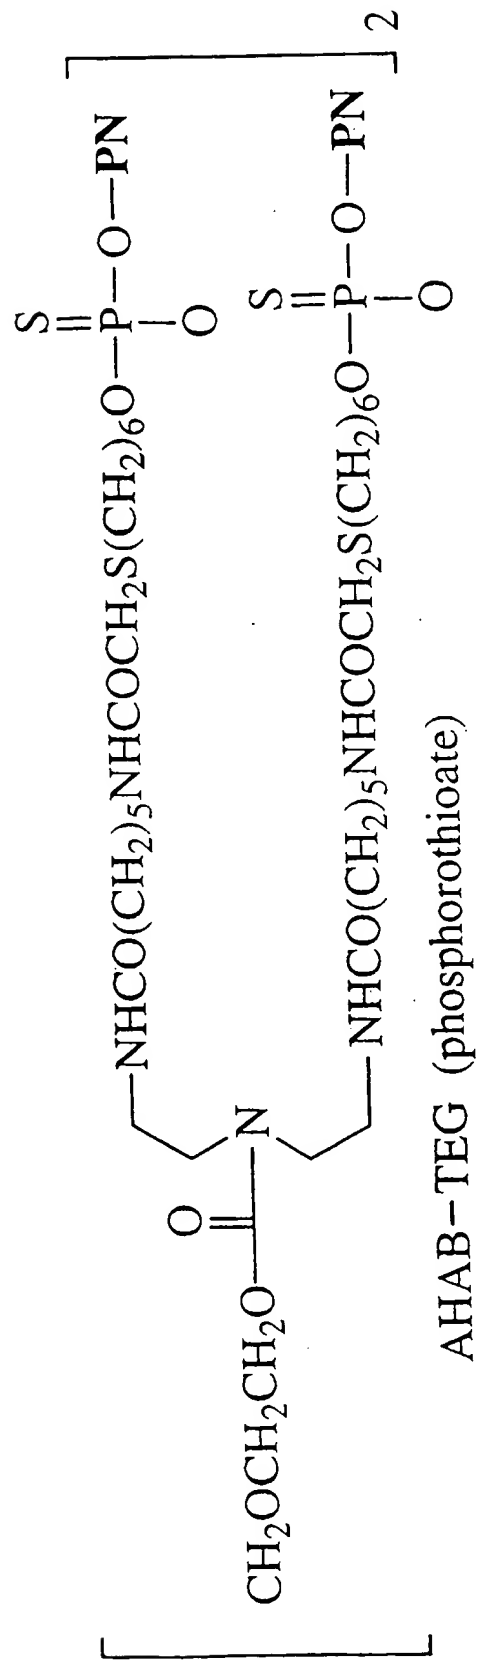 S S
NHCO(CH2)5NHCOCH2S(CH2)6O—P—O—PN
O O
CH2OCH2CH2O N 2
NHCO(CH2)5NHCOCH2S(CH2)6O—P—O—PN
O
AHAB–TEG (phosphorothioate)